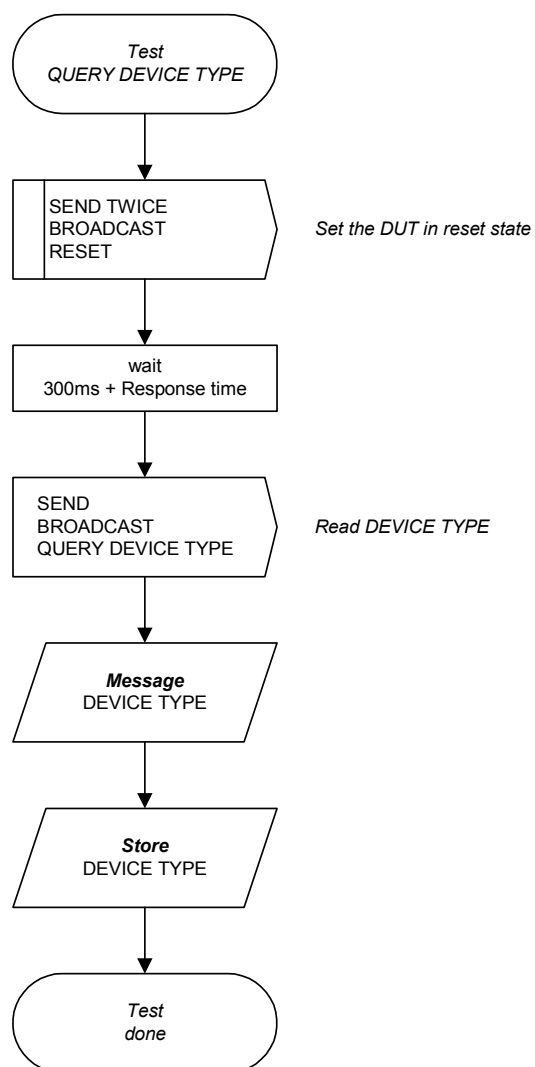 Test
QUERY DEVICE TYPE
SEND TWICE
BROADCAST
RESET
Set the DUT in reset state
wait
300ms + Response time
SEND
BROADCAST
QUERY DEVICE TYPE
Read DEVICE TYPE
Message
DEVICE TYPE
Store
DEVICE TYPE
Test
done